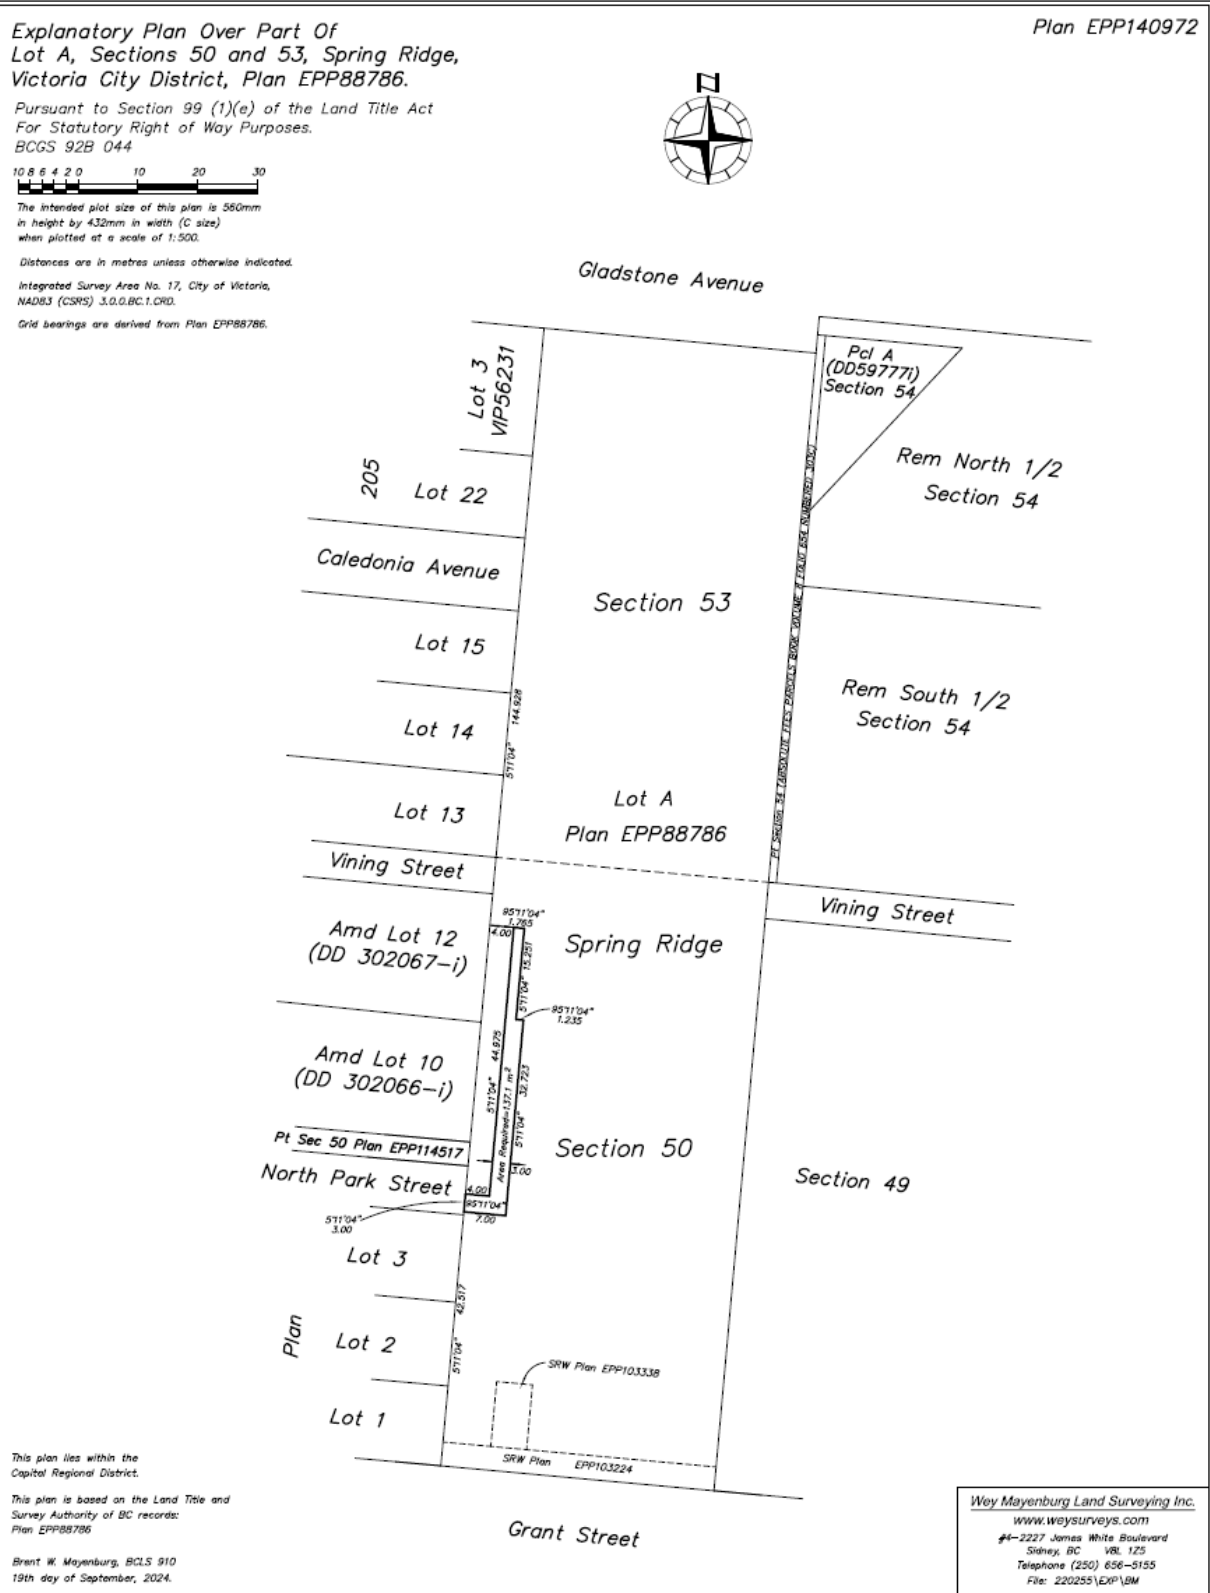 Explanatory Plan Over Part Of
Lot A, Sections 50 and 53, Spring Ridge,
Victoria City District, Plan EPP88786.
Plan EPP140972
Pursuant to Section 99 (1)(e) of the Land Title Act
For Statutory Right of Way Purposes.
BCGS 92B 044
10 8 6 4 2 0 10 20 30
The intended plot size of this plan is 560mm
in height by 432mm in width (C size)
when plotted at a scale of 1:500.
Distances are in metres unless otherwise indicated.
Integrated Survey Area No. 17, City of Victoria,
NAD83 (CSRS) 3.0.0.BC.1.CRD.
Grid bearings are derived from Plan EPP88786.
N
Gladstone Avenue
Lot 3
VIP56231
Pcl A
(DD59777i)
Section 54
Rem North 1/2
Section 54
205
Lot 22
Caledonia Avenue
Section 53
Lot 15
Rem South 1/2
Section 54
Lot 14
5°11'04" 144.928
Pt Section 54 (ABSOLUTE FEES PARCELS BOOK VOLUME 8 FOLIO 654 NUMBERED 303C)
Lot A
Plan EPP88786
Lot 13
Vining Street
Vining Street
Amd Lot 12
(DD 302067-i)
95°11'04"
1.765
4.00
Spring Ridge
5°11'04" 15.251
95°11'04"
1.235
Amd Lot 10
(DD 302066-i)
5°11'04" 44.975
Area Required=137.1 m²
5°11'04" 32.723
Pt Sec 50 Plan EPP114517
Section 50
3.00
North Park Street
4.00
95°11'04"
7.00
Section 49
5°11'04"
3.00
Lot 3
5°11'04" 42.517
Plan
Lot 2
SRW Plan EPP103338
Lot 1
SRW Plan EPP103224
Grant Street
This plan lies within the
Capital Regional District.
This plan is based on the Land Title and
Survey Authority of BC records:
Plan EPP88786
Brent W. Mayenburg, BCLS 910
19th day of September, 2024.
Wey Mayenburg Land Surveying Inc.
www.weysurveys.com
#4-2227 James White Boulevard
Sidney, BC V8L 1Z5
Telephone (250) 656-5155
File: 220255\EXP\BM